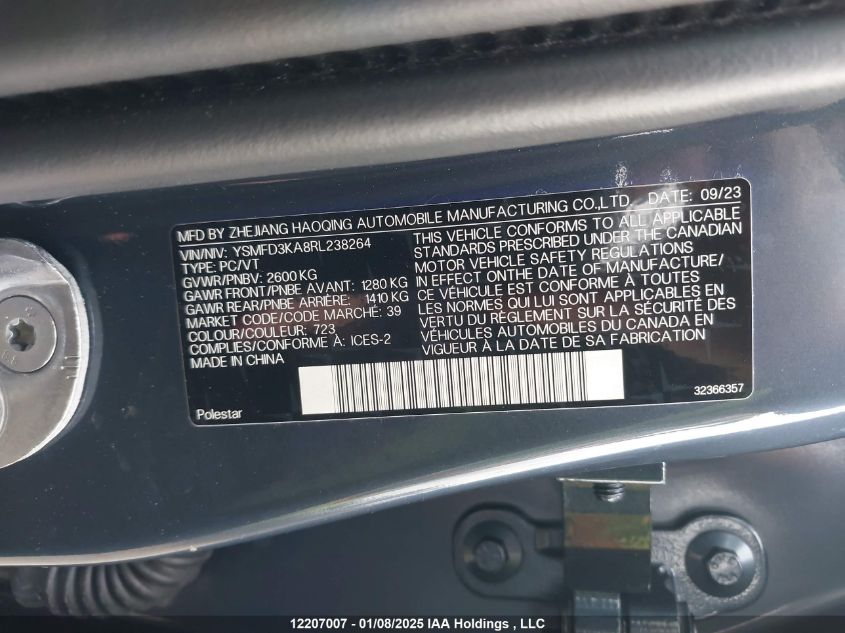 MFD BY ZHEJIANG HAOQING AUTOMOBILE MANUFACTURING CO.,LTD. DATE: 09/23
VIN/NIV: YSMFD3KA8RL238264
TYPE: PC/VT
GVWR/PNBV: 2600 KG
GAWR FRONT/PNBE AVANT: 1280 KG
GAWR REAR/PNBE ARRIÈRE: 1410 KG
MARKET CODE/CODE MARCHÉ: 39
COLOUR/COULEUR: 723
COMPLIES/CONFORME À: ICES-2
MADE IN CHINA
THIS VEHICLE CONFORMS TO ALL APPLICABLE
STANDARDS PRESCRIBED UNDER THE CANADIAN
MOTOR VEHICLE SAFETY REGULATIONS
IN EFFECT ONTHE DATE OF MANUFACTURE/
CE VÉHICULE EST CONFORME À TOUTES
LES NORMES QUI LUI SONT APPLICABLES EN
VERTU DU RÈGLEMENT SUR LA SÉCURITÉ DES
VÉHICULES AUTOMOBILES DU CANADA EN
VIGUEUR À LA DATE DE SA FABRICATION
Polestar
32366357
12207007 - 01/08/2025 IAA Holdings , LLC